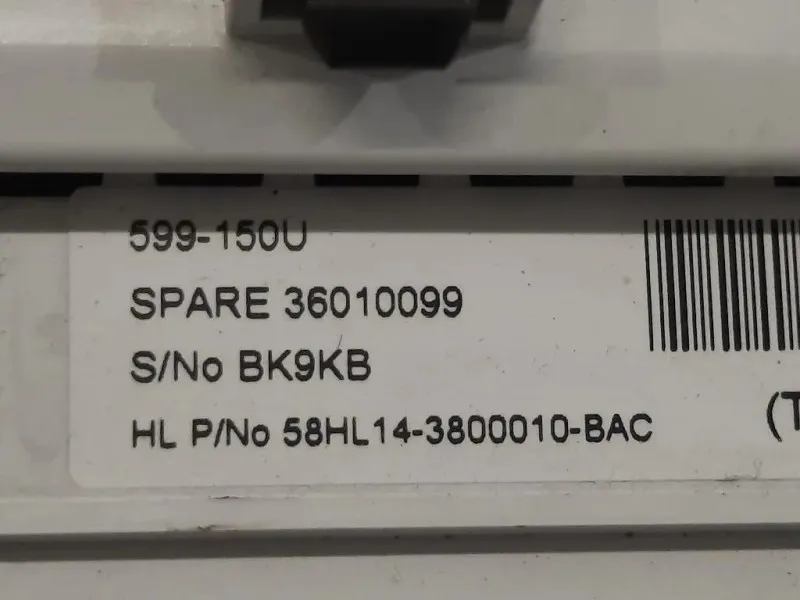 599-150U
SPARE 36010099
S/No BK9KB
HL P/No 58HL14-3800010-BAC
(T